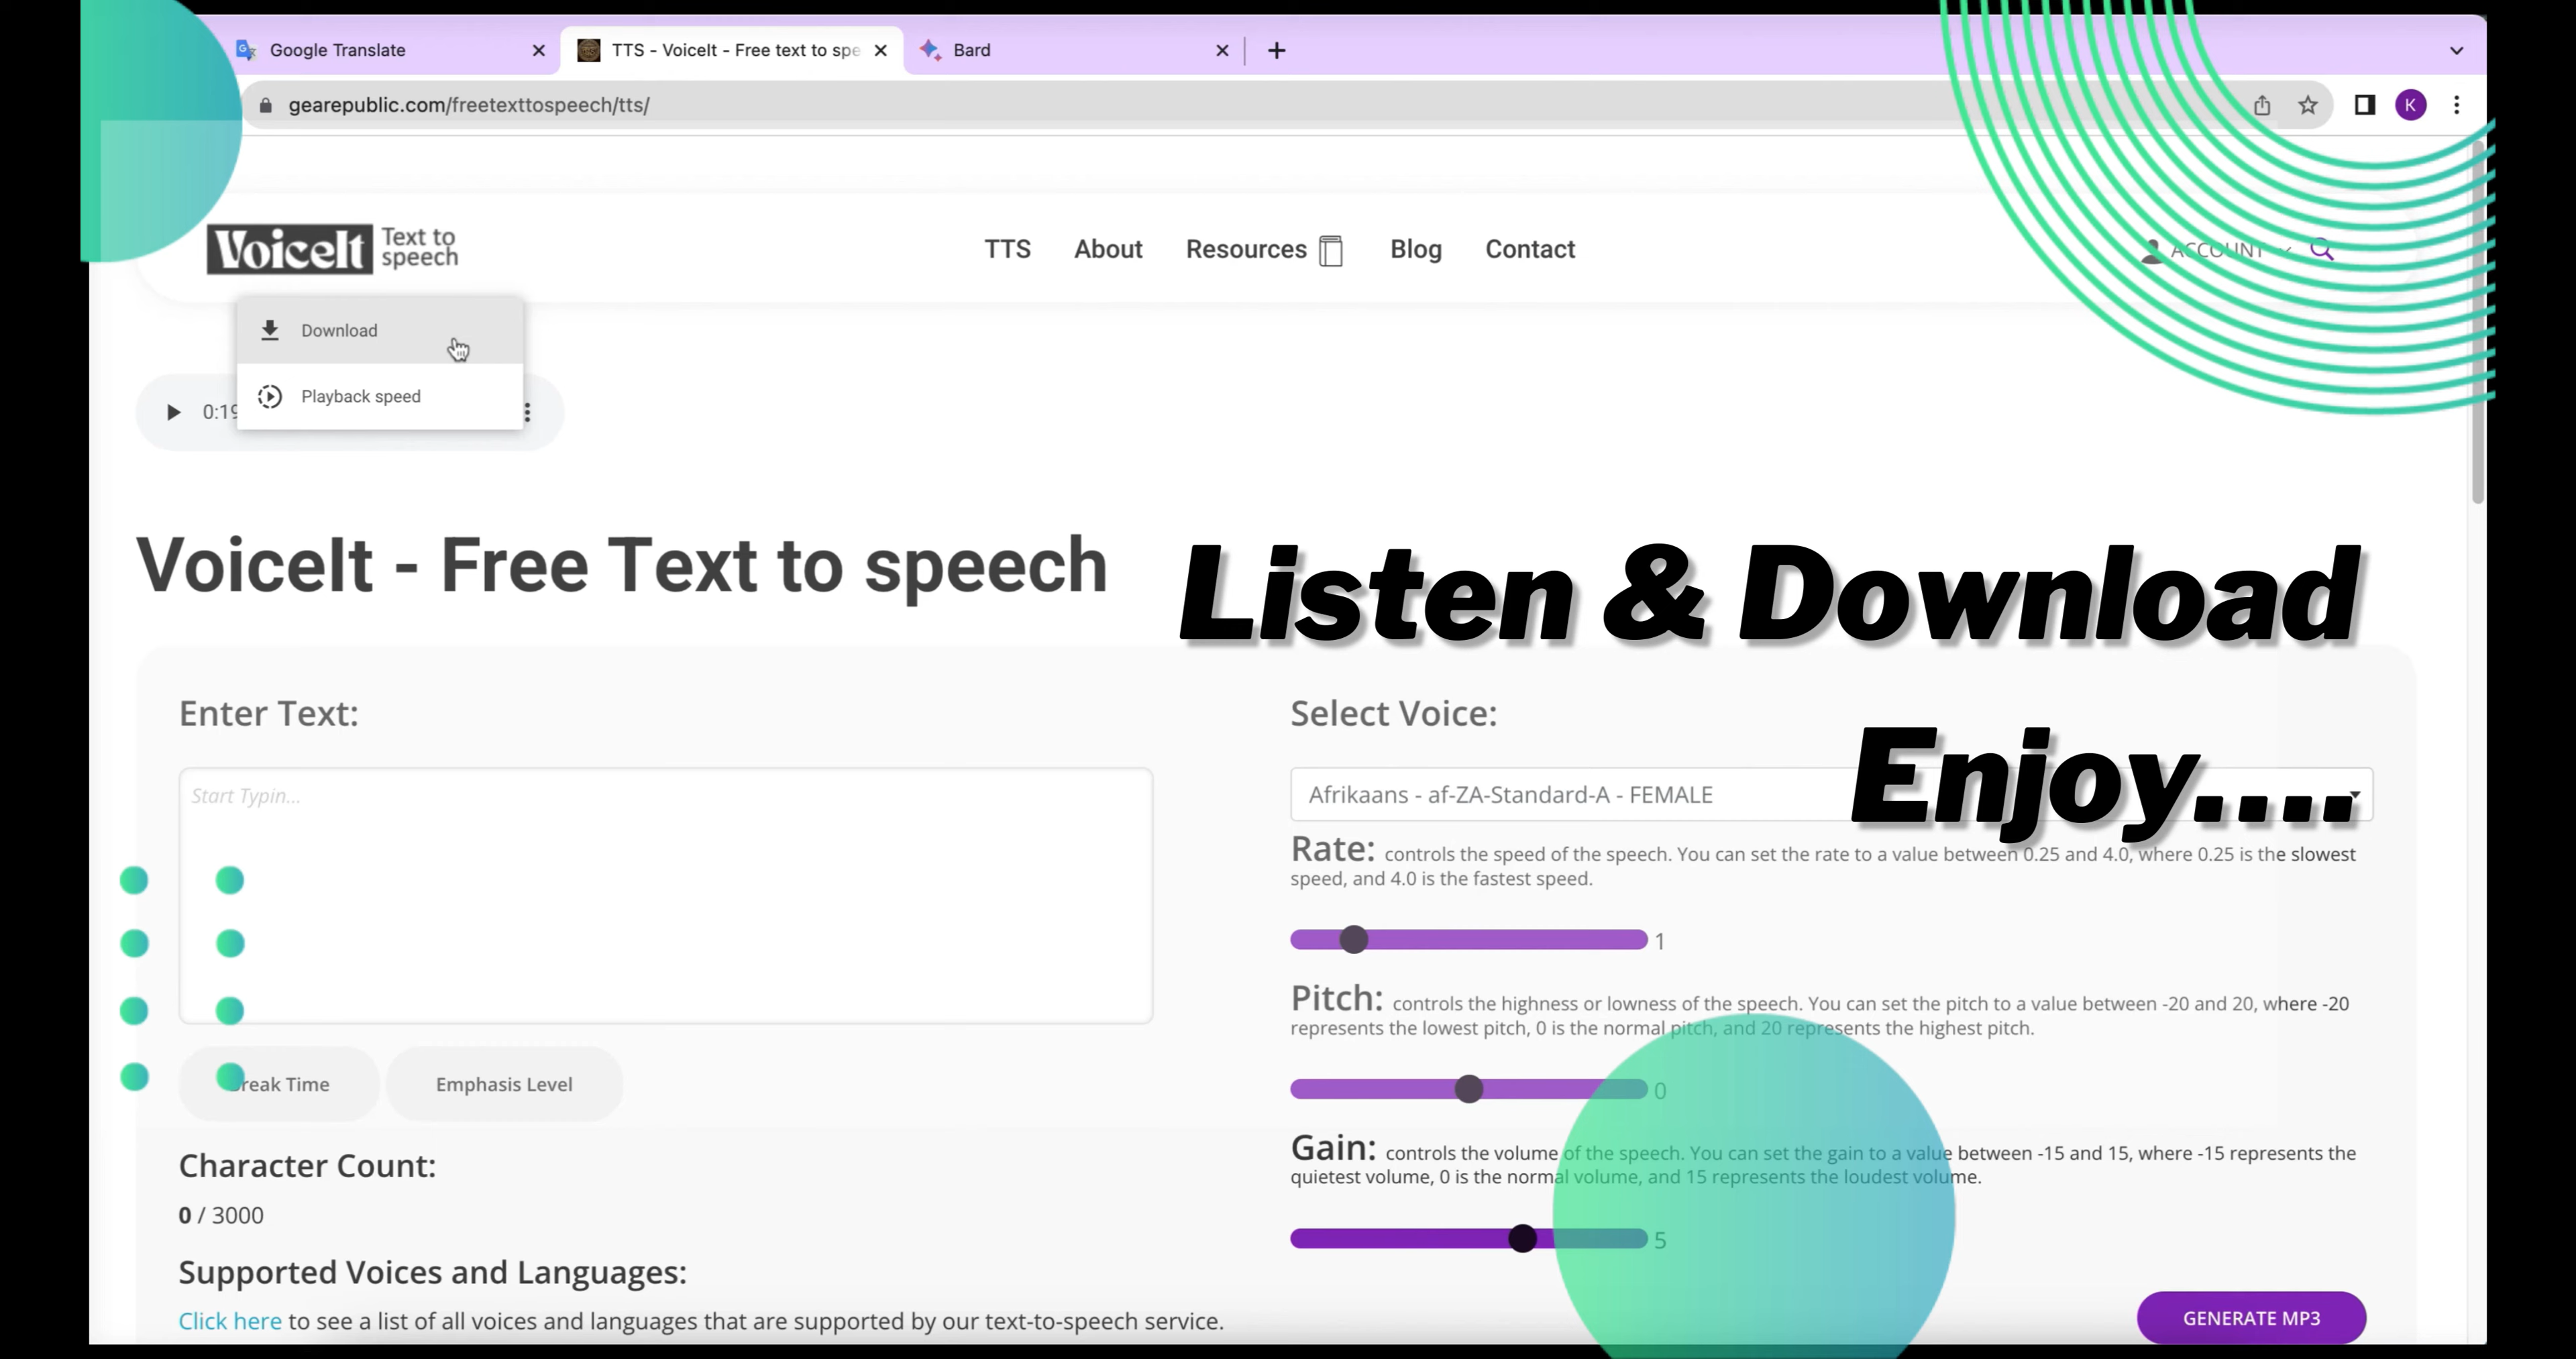 Google Translate
TTS - VoiceIt - Free text to spe
Bard
gearepublic.com/freetexttospeech/tts/
K
VoiceIt Text to speech
TTS About Resources Blog Contact
ACCOUNT
Download
Playback speed
0:19
VoiceIt - Free Text to speech
Listen & Download
Enjoy....
Enter Text:
Start Typin...
Break Time
Emphasis Level
Character Count:
0 / 3000
Supported Voices and Languages:
Click here to see a list of all voices and languages that are supported by our text-to-speech service.
Select Voice:
Afrikaans - af-ZA-Standard-A - FEMALE
Rate: controls the speed of the speech. You can set the rate to a value between 0.25 and 4.0, where 0.25 is the slowest
speed, and 4.0 is the fastest speed.
1
Pitch: controls the highness or lowness of the speech. You can set the pitch to a value between -20 and 20, where -20
represents the lowest pitch, 0 is the normal pitch, and 20 represents the highest pitch.
0
Gain: controls the volume of the speech. You can set the gain to a value between -15 and 15, where -15 represents the
quietest volume, 0 is the normal volume, and 15 represents the loudest volume.
5
GENERATE MP3